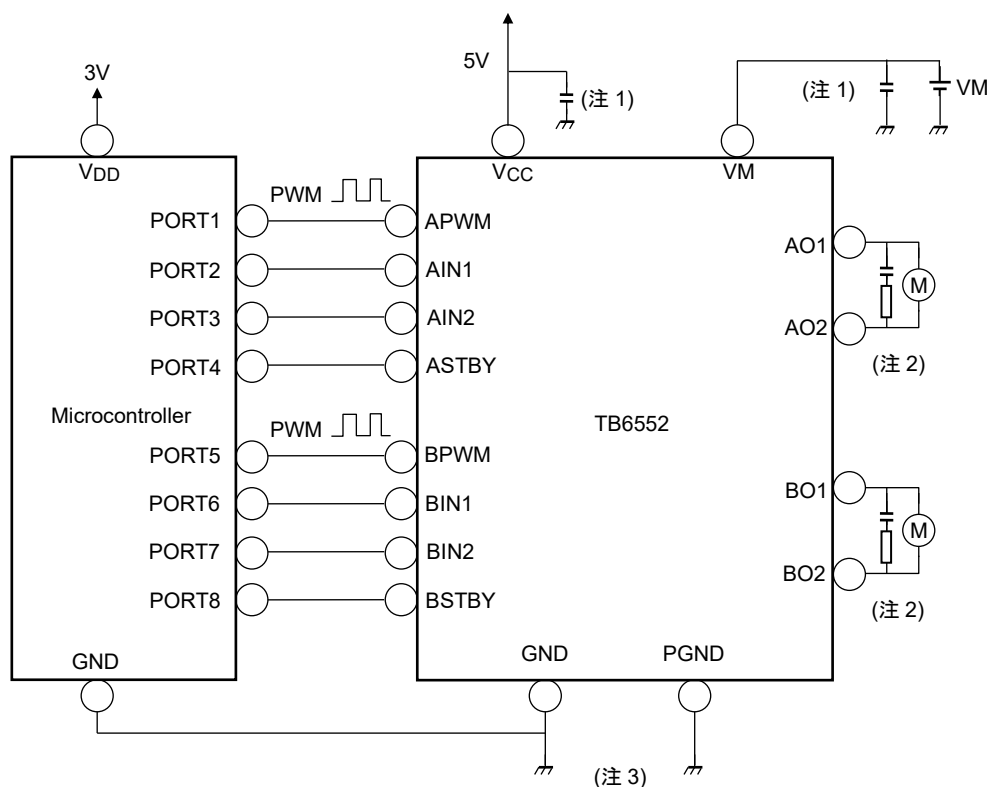 5V
3V
(注 1)
(注 1)
VM
VDD
VCC
VM
PWM
PORT1
APWM
PORT2
AIN1
PORT3
AIN2
PORT4
ASTBY
AO1
M
AO2
(注 2)
Microcontroller
TB6552
PWM
PORT5
BPWM
PORT6
BIN1
PORT7
BIN2
PORT8
BSTBY
BO1
M
BO2
(注 2)
GND
GND
PGND
(注 3)